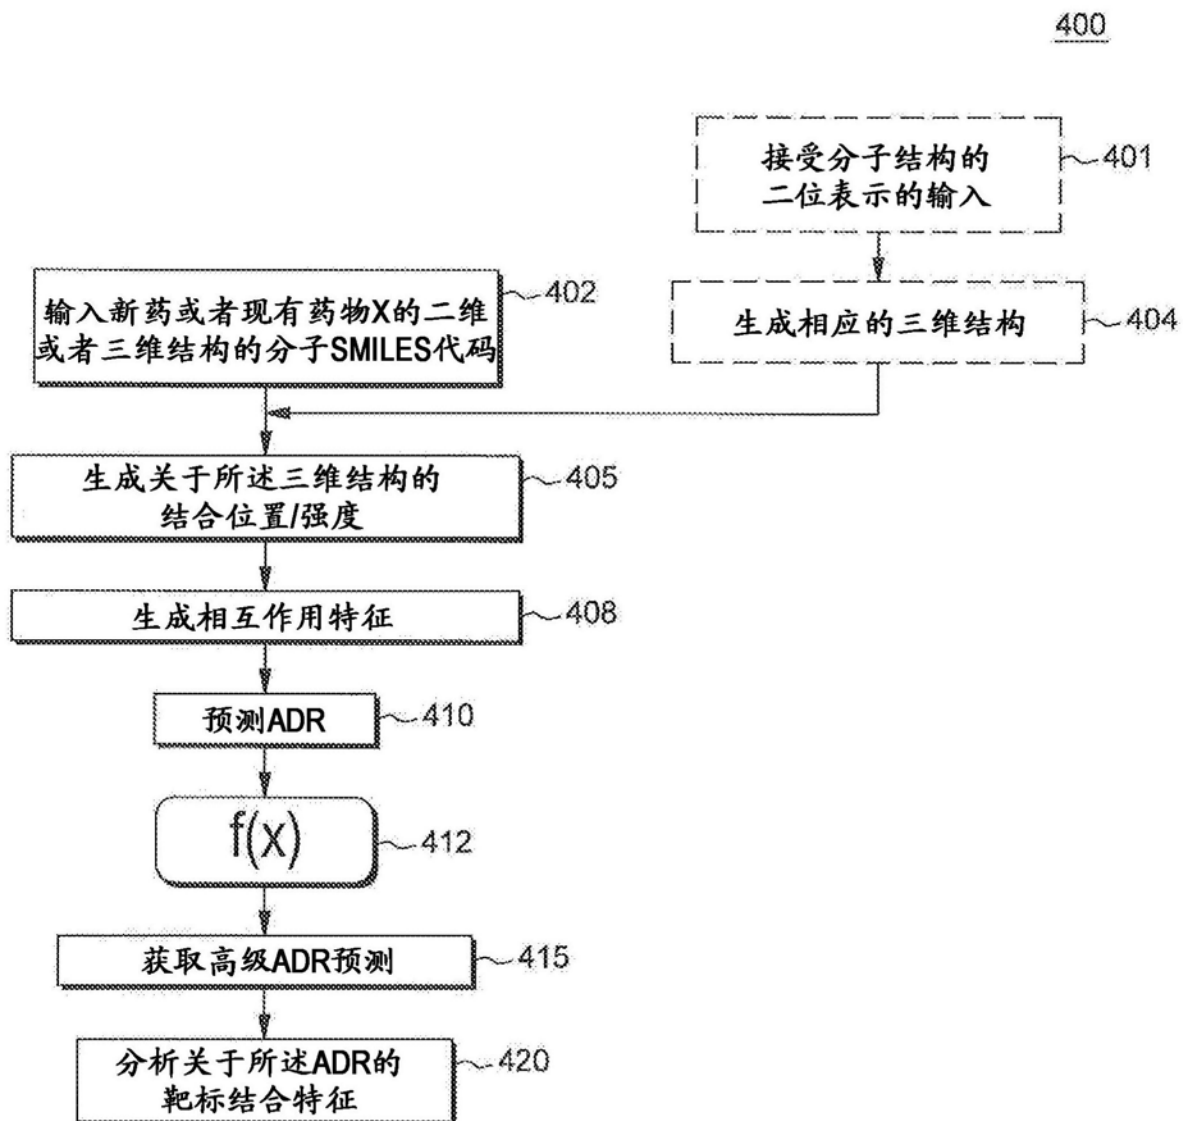 400
接受分子结构的
二位表示的输入
401
输入新药或者现有药物X的二维
或者三维结构的分子SMILES代码
402
生成相应的三维结构
404
生成关于所述三维结构的
结合位置/强度
405
生成相互作用特征
408
预测ADR
410
f(x)
412
获取高级ADR预测
415
分析关于所述ADR的
靶标结合特征
420